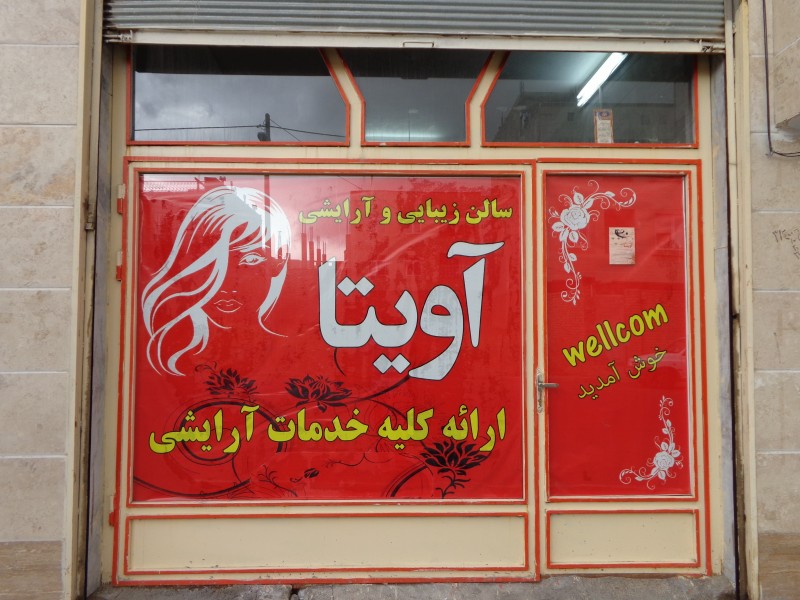 سالن زیبایی و آرایشی
آویتا
ارائه کلیه خدمات آرایشی
wellcom
خوش آمدید